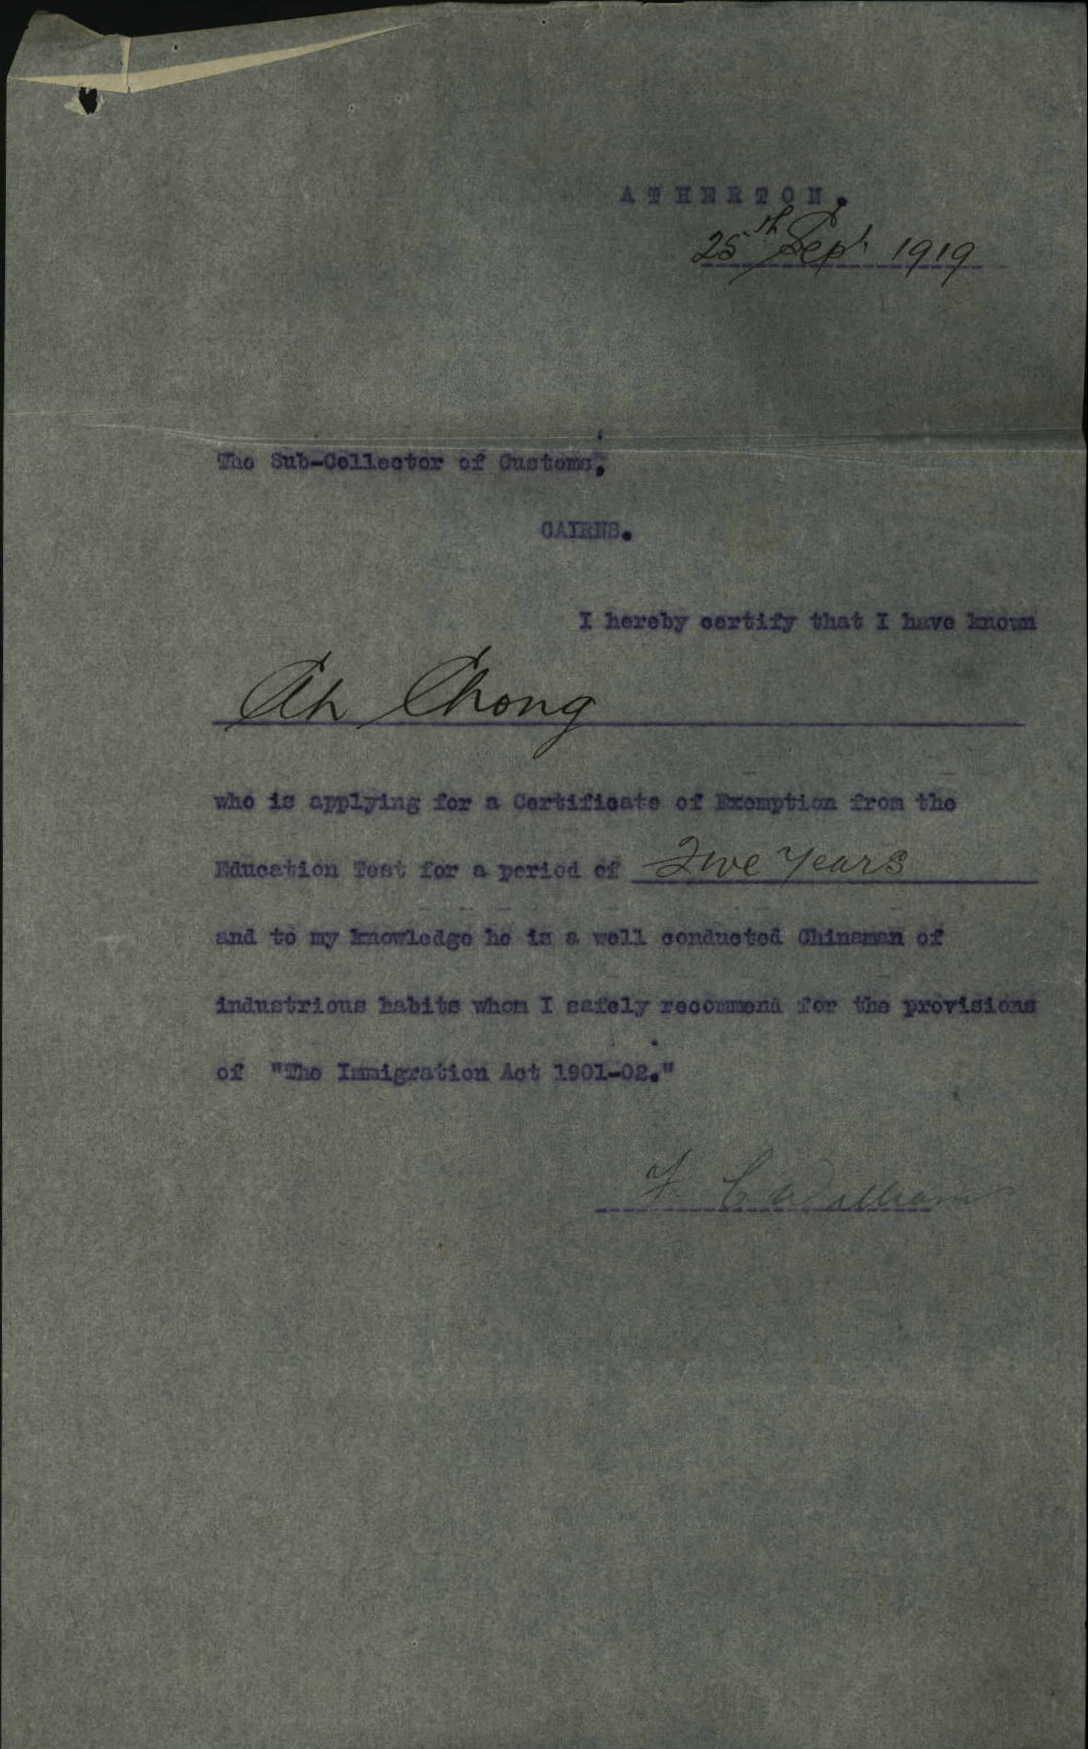 ATHERTON.
25th Sept. 1919
The Sub-Collector of Customs,
CAIRNS.
I hereby certify that I have known
Ah Chong
who is applying for a Certificate of Exemption from the
Education Test for a period of Five Years
and to my knowledge he is a well conducted Chinaman of
industrious habits whom I safely recommend for the provisions
of "The Immigration Act 1901-02."
F. C. Williams